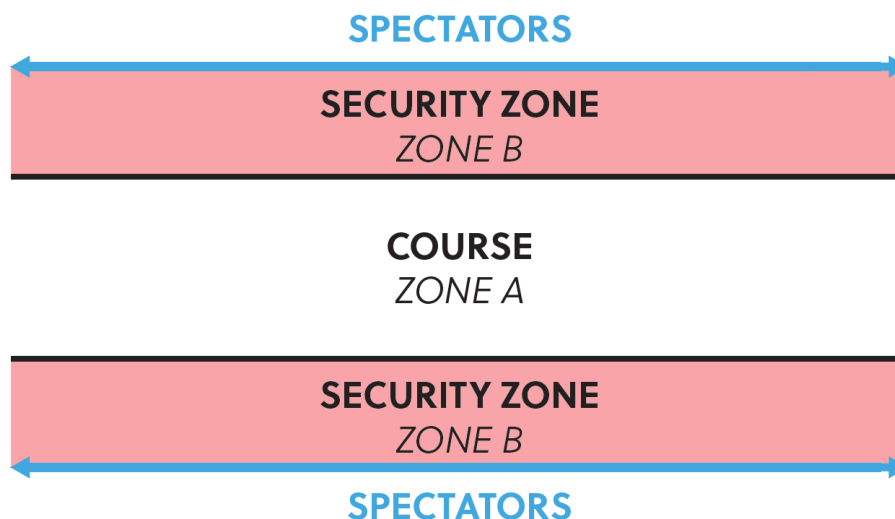 SPECTATORS
SECURITY ZONE
ZONE B
COURSE
ZONE A
SECURITY ZONE
ZONE B
SPECTATORS